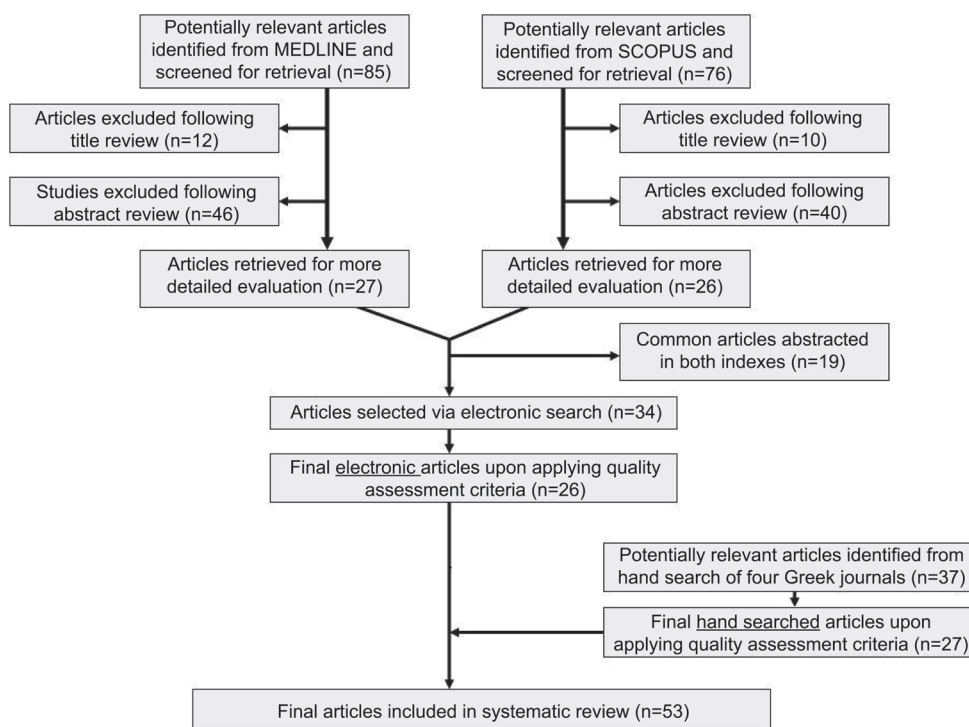 Potentially relevant articles
identified from MEDLINE and
screened for retrieval (n=85)
Potentially relevant articles
identified from SCOPUS and
screened for retrieval (n=76)
Articles excluded following
title review (n=12)
Articles excluded following
title review (n=10)
Studies excluded following
abstract review (n=46)
Articles excluded following
abstract review (n=40)
Articles retrieved for more
detailed evaluation (n=27)
Articles retrieved for more
detailed evaluation (n=26)
Common articles abstracted
in both indexes (n=19)
Articles selected via electronic search (n=34)
Final electronic articles upon applying quality
assessment criteria (n=26)
Potentially relevant articles identified from
hand search of four Greek journals (n=37)
Final hand searched articles upon
applying quality assessment criteria (n=27)
Final articles included in systematic review (n=53)